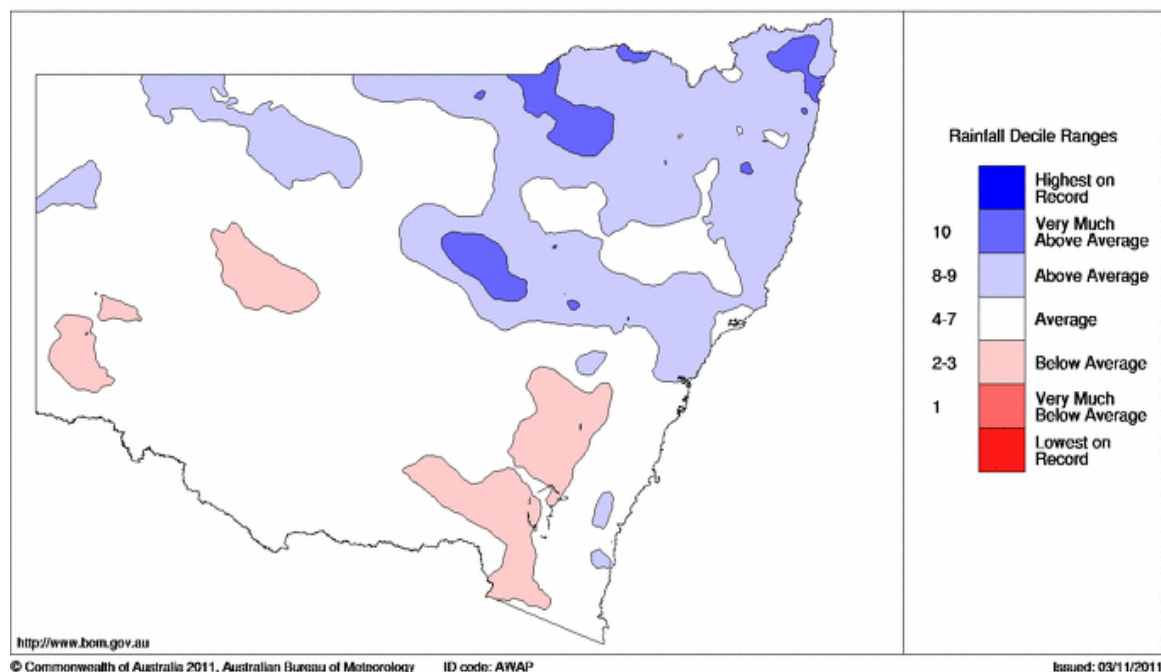 Rainfall Decile Ranges
Highest on
Record
10
Very Much
Above Average
8-9
Above Average
4-7
Average
2-3
Below Average
1
Very Much
Below Average
Lowest on
Record
http://www.bom.gov.au
© Commonwealth of Australia 2011, Australian Bureau of Meteorology ID code: AWAP Issued: 03/11/2011